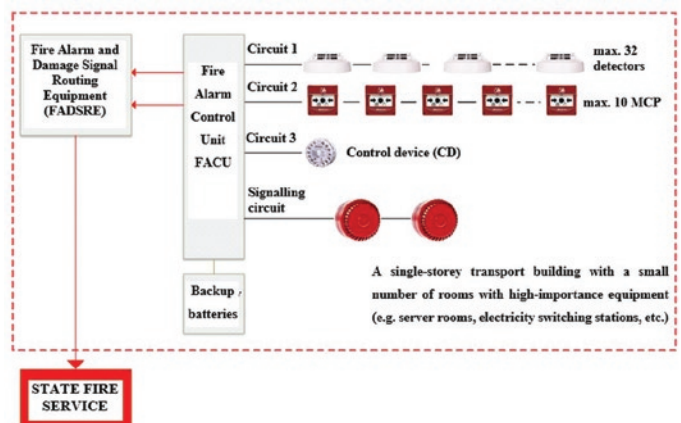 Fire Alarm and
Damage Signal
Routing
Equipment
(FADSRE)
Fire
Alarm
Control
Unit
FACU
Circuit 1
max. 32
detectors
Circuit 2
max. 10 MCP
Circuit 3
Control device (CD)
Signalling
circuit
Backup
batteries
A single-storey transport building with a small
number of rooms with high-importance equipment
(e.g. server rooms, electricity switching stations, etc.)
STATE FIRE
SERVICE